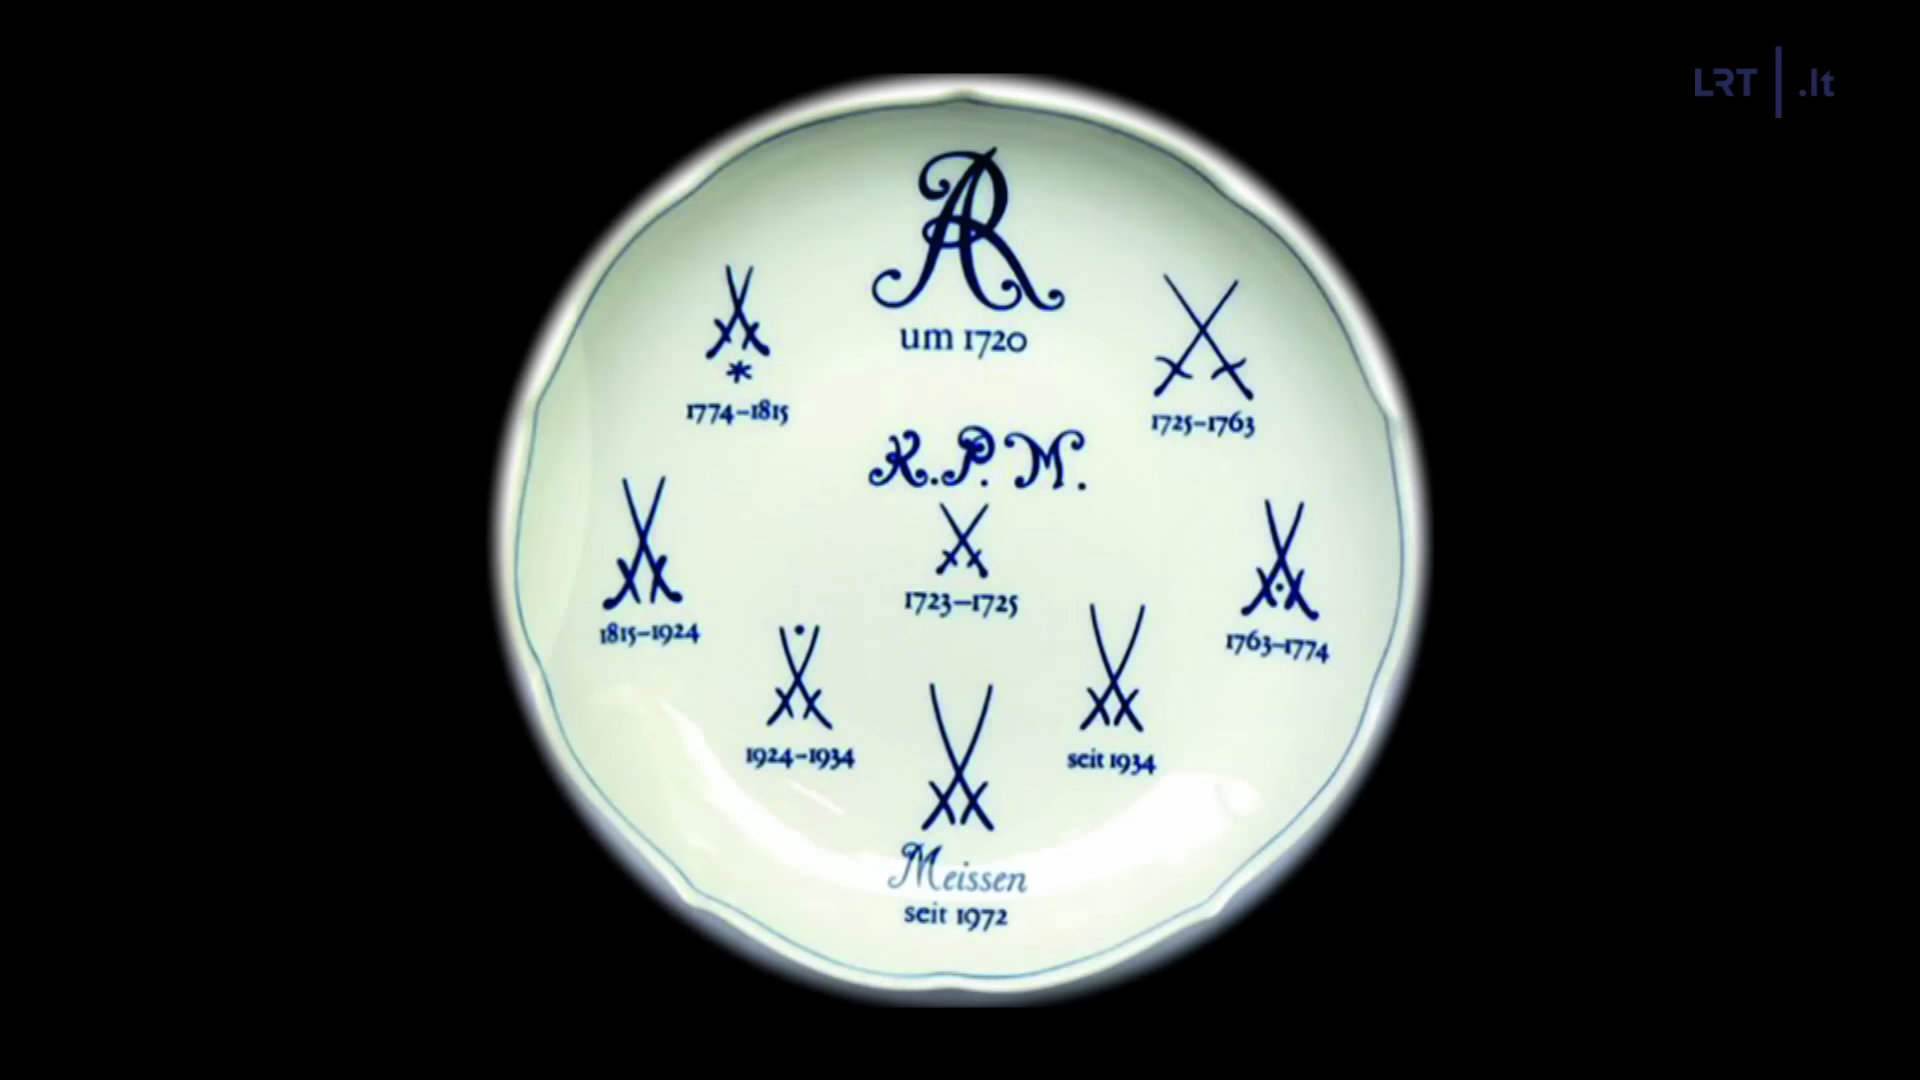 LRT | .lt
AR
um 1720
1774–1815
1725–1763
K.P.M.
1723–1725
1815–1924
1763–1774
1924–1934
seit 1934
Meissen
seit 1972